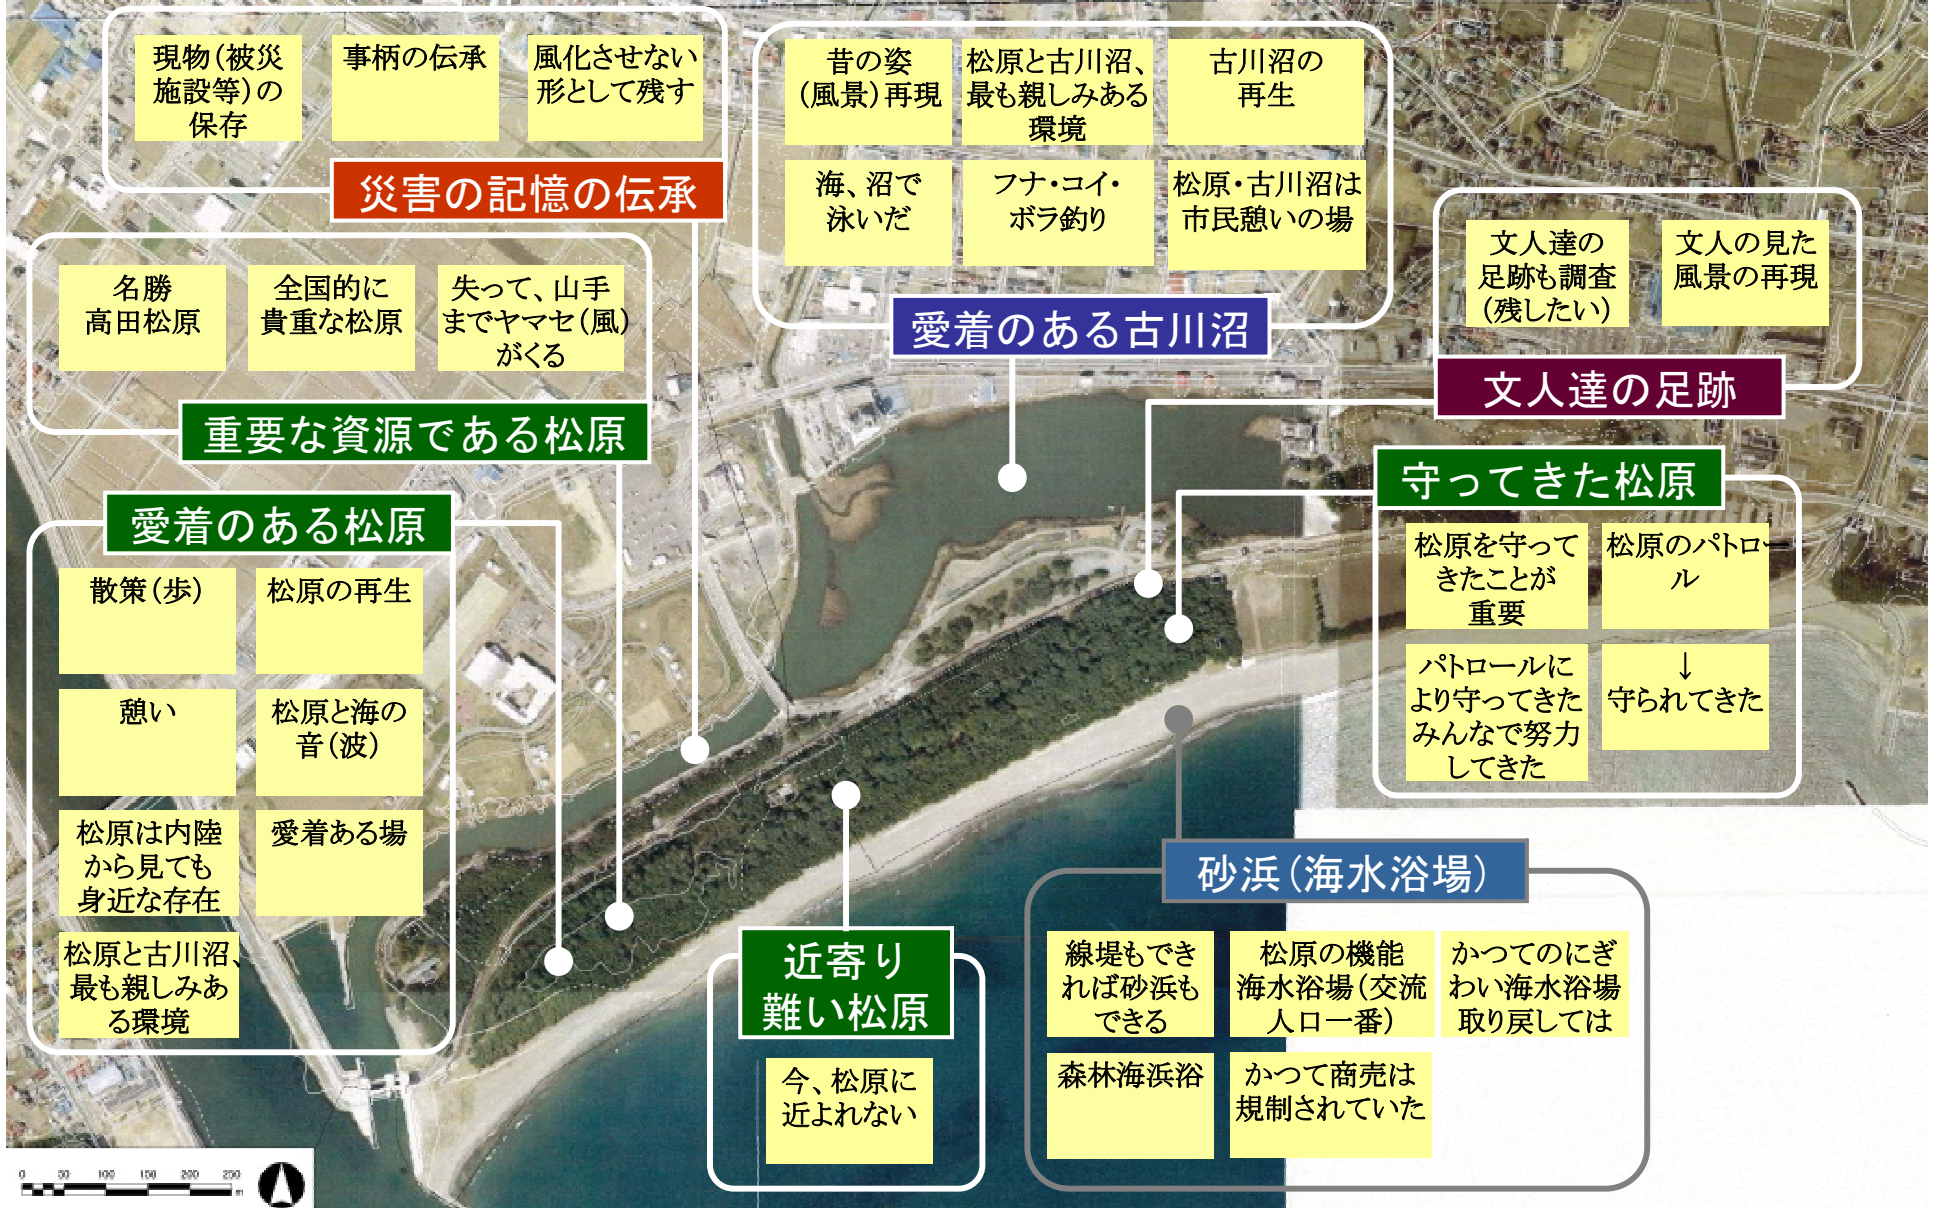 現物（被災
施設等）の
保存
事柄の伝承
風化させない
形として残す
災害の記憶の伝承
昔の姿
（風景）再現
松原と古川沼、
最も親しみある
環境
古川沼の
再生
海、沼で
泳いだ
フナ・コイ・
ボラ釣り
松原・古川沼は
市民憩いの場
愛着のある古川沼
文人達の
足跡も調査
（残したい）
文人の見た
風景の再現
文人達の足跡
名勝
高田松原
全国的に
貴重な松原
失って、山手
までヤマセ（風）
がくる
重要な資源である松原
守ってきた松原
松原を守って
きたことが
重要
松原のパトロー
ル
パトロールに
より守ってきた
みんなで努力
してきた
↓
守られてきた
愛着のある松原
散策（歩）
松原の再生
憩い
松原と海の
音（波）
松原は内陸
から見ても
身近な存在
愛着ある場
松原と古川沼、
最も親しみあ
る環境
近寄り
難い松原
今、松原に
近よれない
砂浜（海水浴場）
線堤もでき
れば砂浜も
できる
松原の機能
海水浴場（交流
人口一番）
かつてのにぎ
わい海水浴場
取り戻しては
森林海浜浴
かつて商売は
規制されていた
0 50 100 150 200 250
m